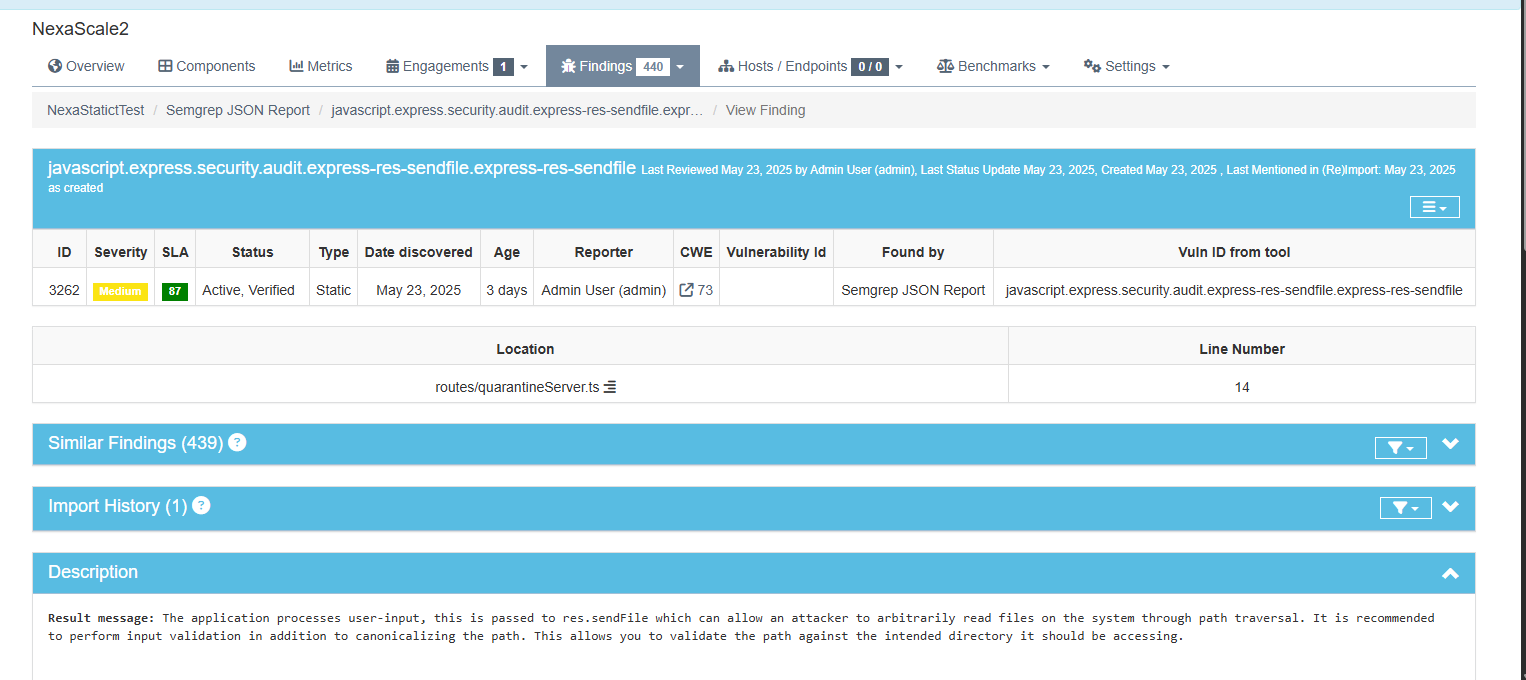 NexaScale2
Overview Components Metrics Engagements 1 Findings 440 Hosts / Endpoints 0 / 0 Benchmarks Settings
NexaStatictTest / Semgrep JSON Report / javascript.express.security.audit.express-res-sendfile.expr… / View Finding
javascript.express.security.audit.express-res-sendfile.express-res-sendfile Last Reviewed May 23, 2025 by Admin User (admin), Last Status Update May 23, 2025, Created May 23, 2025 , Last Mentioned in (Re)Import: May 23, 2025
as created
ID Severity SLA Status Type Date discovered Age Reporter CWE Vulnerability Id Found by Vuln ID from tool
3262 Medium 87 Active, Verified Static May 23, 2025 3 days Admin User (admin) 73 Semgrep JSON Report javascript.express.security.audit.express-res-sendfile.express-res-sendfile
Location Line Number
routes/quarantineServer.ts 14
Similar Findings (439) ?
Import History (1) ?
Description
Result message: The application processes user-input, this is passed to res.sendFile which can allow an attacker to arbitrarily read files on the system through path traversal. It is recommended
to perform input validation in addition to canonicalizing the path. This allows you to validate the path against the intended directory it should be accessing.